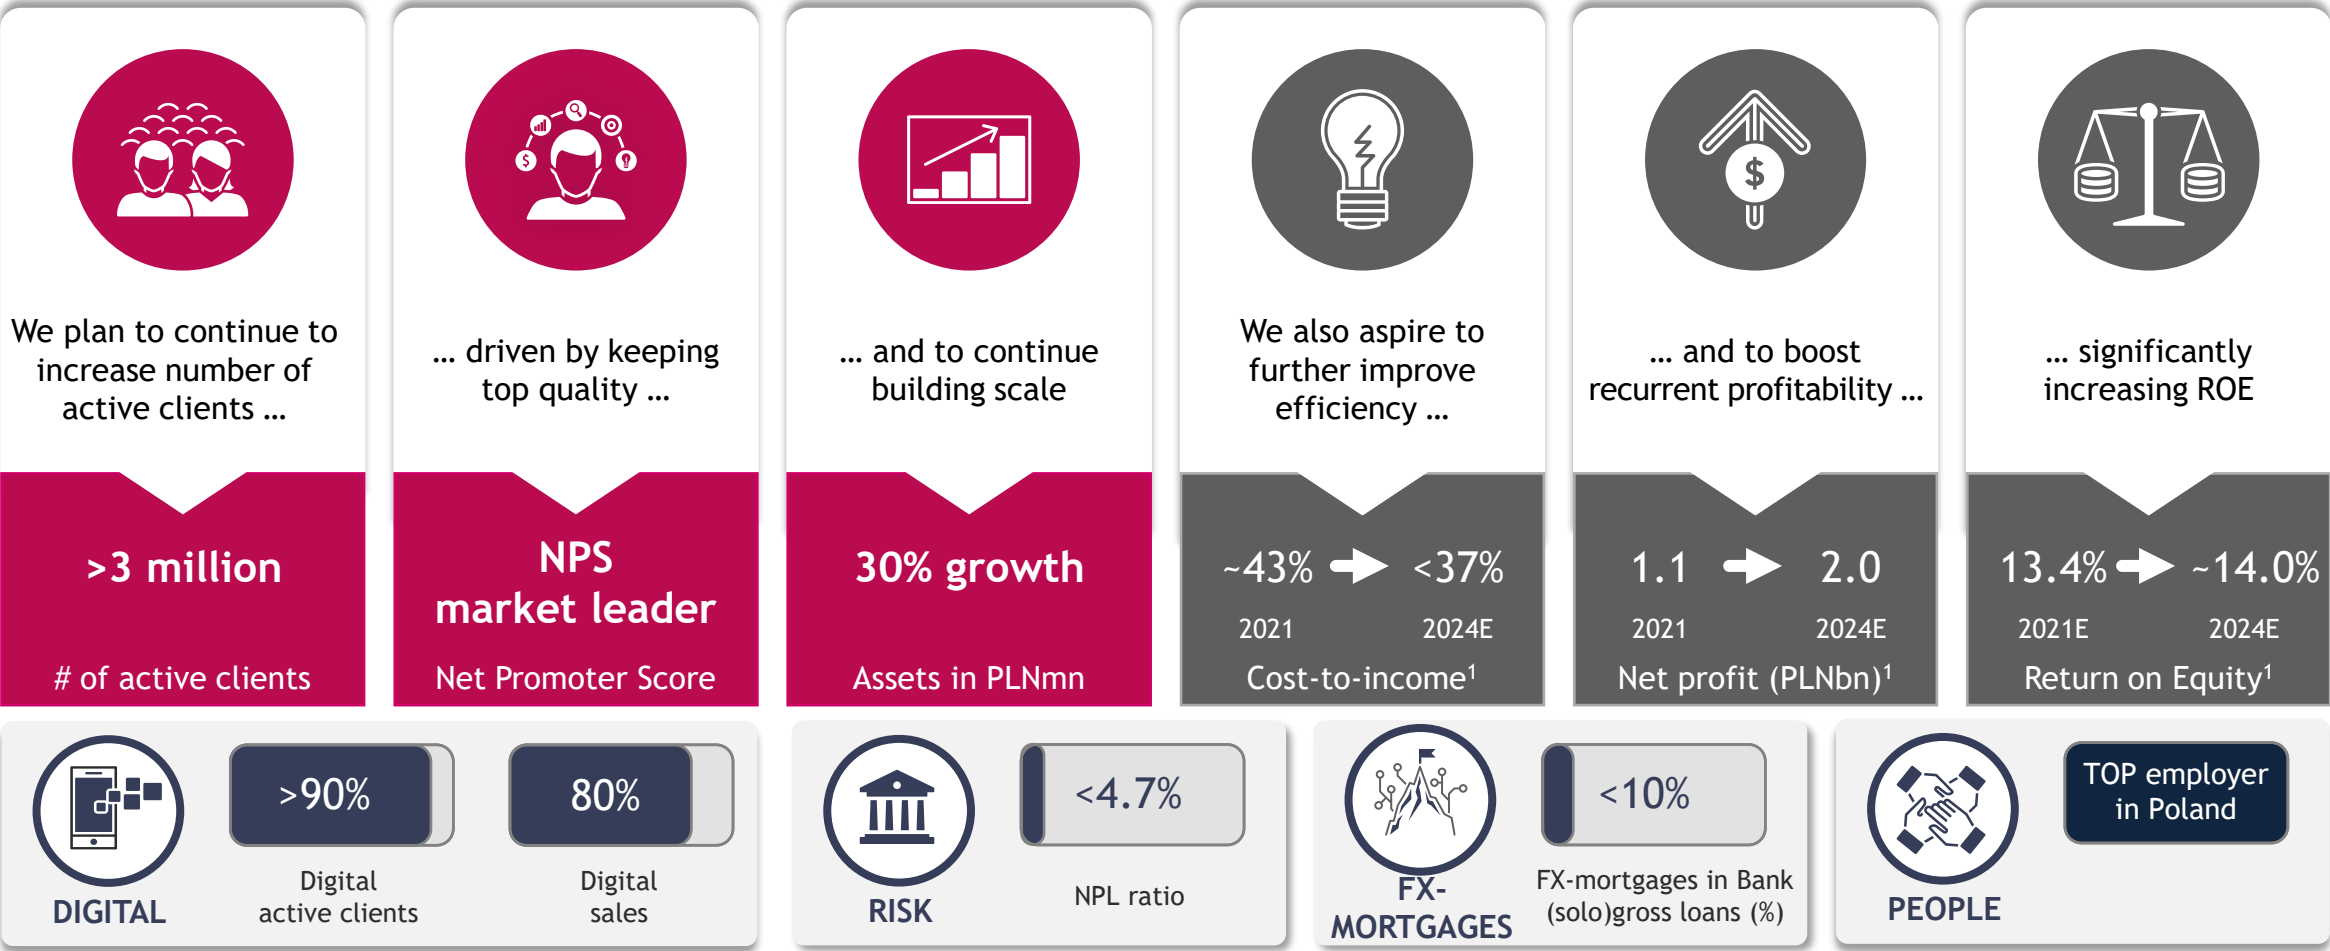 We plan to continue to
increase number of
active clients ...
>3 million
# of active clients
... driven by keeping
top quality ...
NPS
market leader
Net Promoter Score
... and to continue
building scale
30% growth
Assets in PLNmn
We also aspire to
further improve
efficiency ...
~43% <37%
2021 2024E
Cost-to-income¹
... and to boost
recurrent profitability ...
1.1 2.0
2021 2024E
Net profit (PLNbn)¹
... significantly
increasing ROE
13.4% ~14.0%
2021E 2024E
Return on Equity¹
DIGITAL
>90%
Digital
active clients
80%
Digital
sales
RISK
<4.7%
NPL ratio
FX-
MORTGAGES
<10%
FX-mortgages in Bank
(solo)gross loans (%)
PEOPLE
TOP employer
in Poland